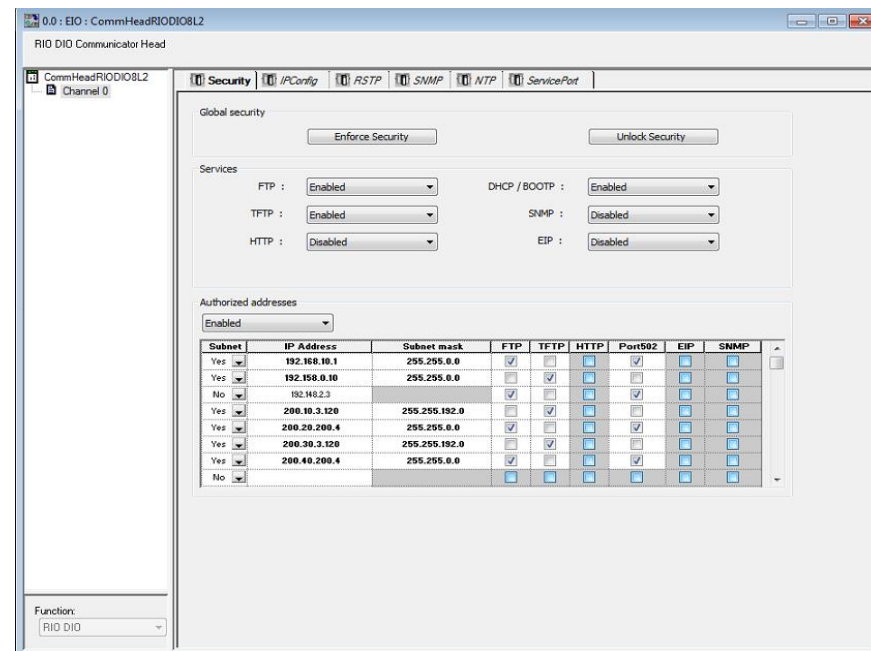 0.0 : EIO : CommHeadRIODIO8L2
RIO DIO Communicator Head
CommHeadRIODIO8L2
Channel 0
Security IPConfig RSTP SNMP NTP ServicePort
Global security
Enforce Security Unlock Security
Services
FTP : Enabled DHCP / BOOTP : Enabled
TFTP : Enabled SNMP : Disabled
HTTP : Disabled EIP : Disabled
Authorized addresses
Enabled
Subnet IP Address Subnet mask FTP TFTP HTTP Port502 EIP SNMP
Yes 192.168.10.1 255.255.0.0
Yes 192.158.0.10 255.255.0.0
No 192.148.2.3
Yes 200.10.3.120 255.255.192.0
Yes 200.20.200.4 255.255.0.0
Yes 200.30.3.120 255.255.192.0
Yes 200.40.200.4 255.255.0.0
No
Function:
RIO DIO